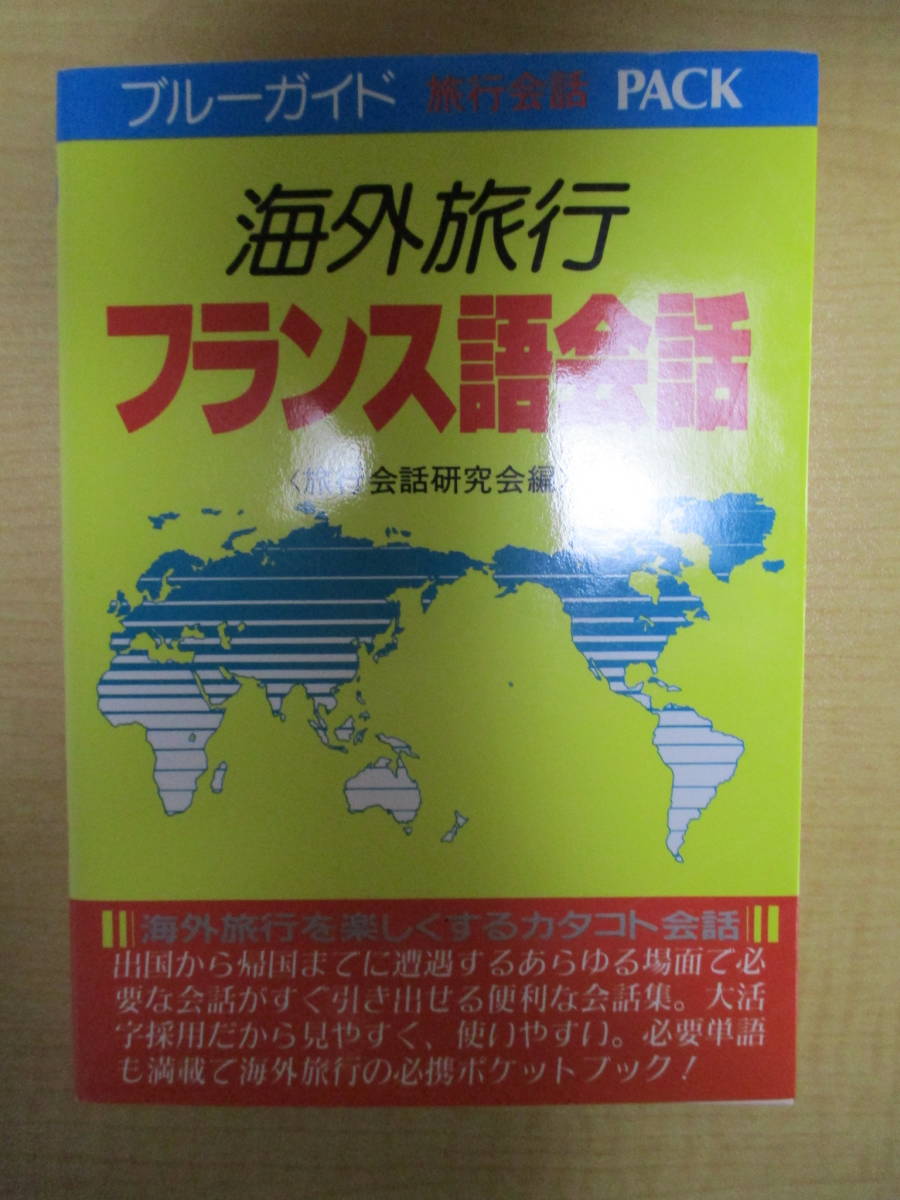 ブルーガイド 旅行会話 PACK
海外旅行
フランス語会話
〈旅行会話研究会編〉
海外旅行を楽しくするカタコト会話
出国から帰国までに遭遇するあらゆる場面で必
要な会話がすぐ引き出せる便利な会話集。大活
字採用だから見やすく、使いやすい。必要単語
も満載で海外旅行の必携ポケットブック!